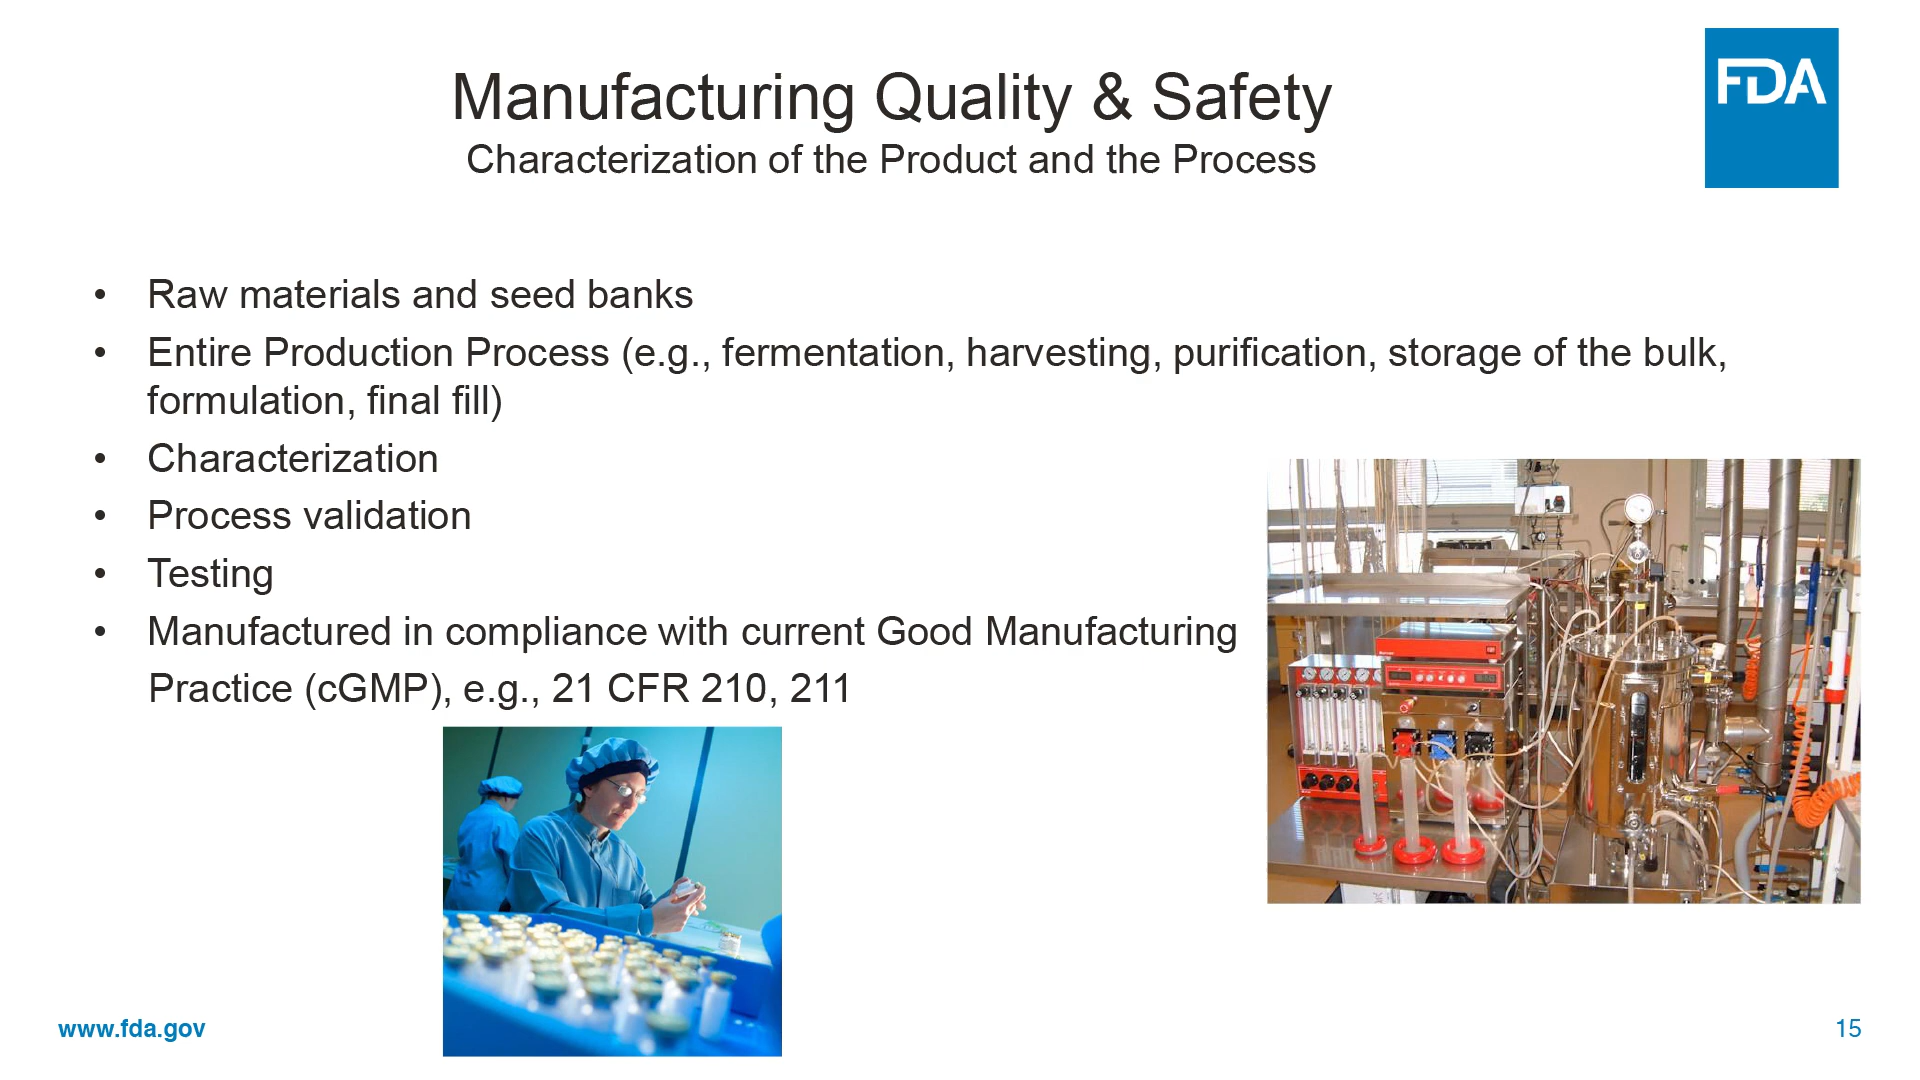 Manufacturing Quality & Safety
Characterization of the Product and the Process
FDA
• Raw materials and seed banks
• Entire Production Process (e.g., fermentation, harvesting, purification, storage of the bulk,
formulation, final fill)
• Characterization
• Process validation
• Testing
• Manufactured in compliance with current Good Manufacturing
Practice (cGMP), e.g., 21 CFR 210, 211
www.fda.gov
15